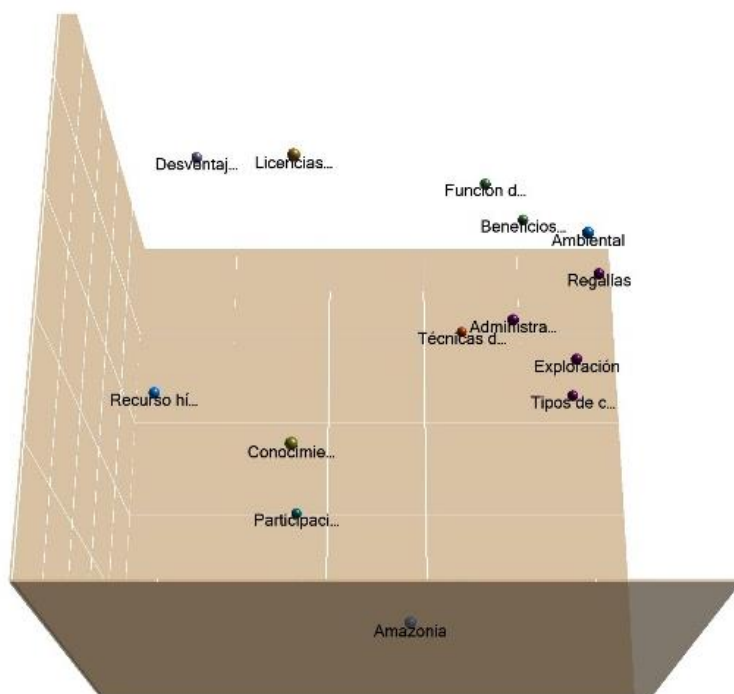 Desventaj...
Licencias...
Función d...
Beneficios...
Ambiental
Regalías
Administra...
Técnicas d...
Exploración
Tipos de c...
Recurso hí...
Conocimie...
Participaci...
Amazonia